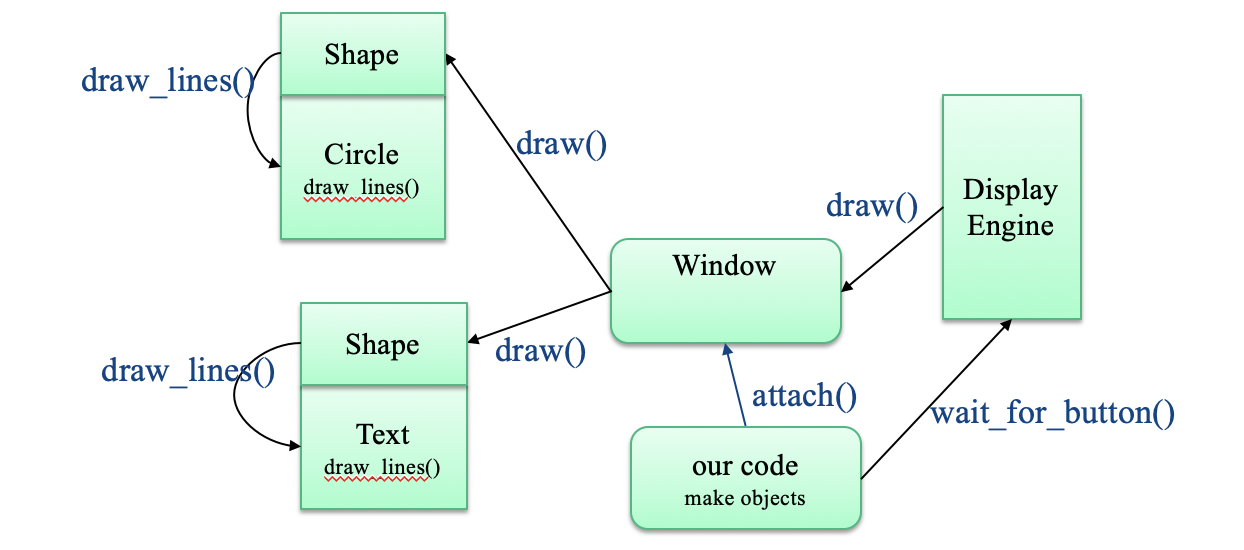 Shape
draw_lines()
Circle
draw_lines()
draw()
Display
Engine
draw()
Window
Shape
draw_lines()
draw()
Text
draw_lines()
attach()
wait_for_button()
our code
make objects